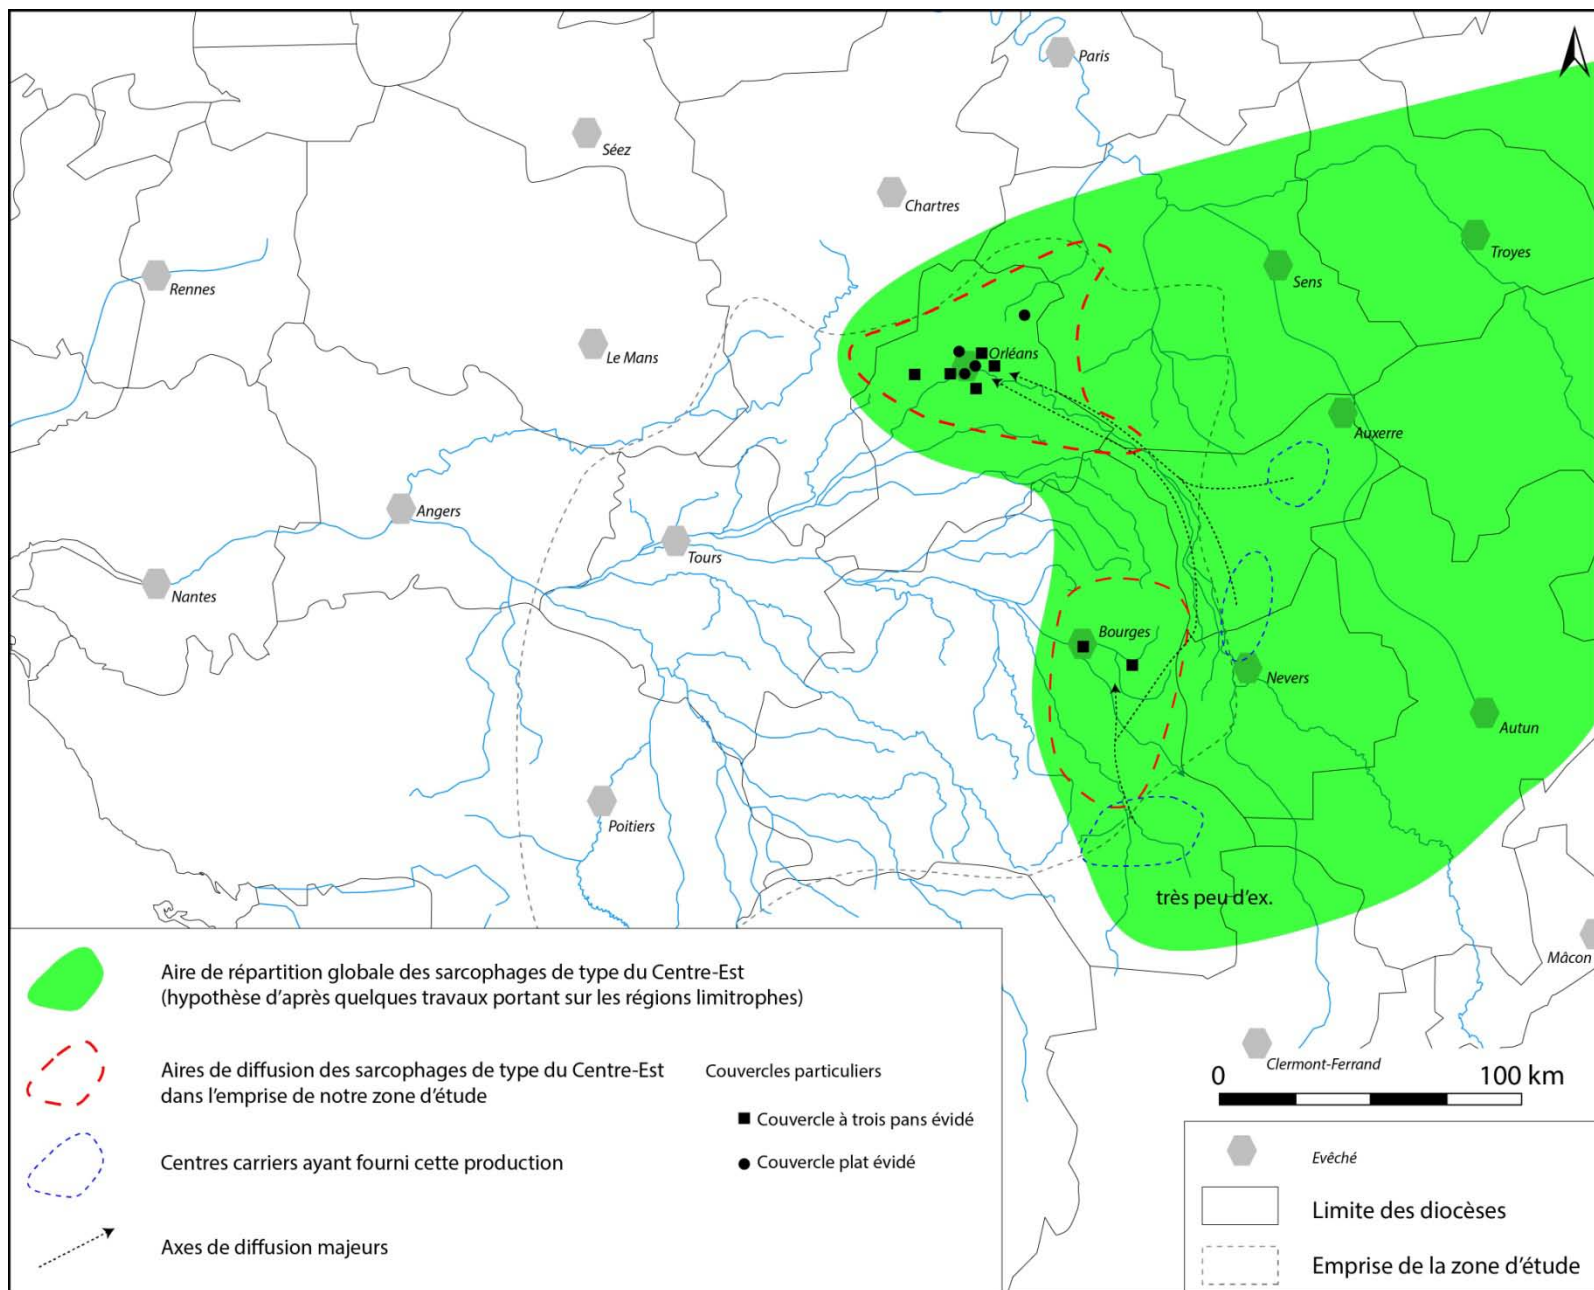 Paris
Séez
Chartres
Troyes
Sens
Rennes
Le Mans
Orléans
Auxerre
Angers
Tours
Nantes
Bourges
Nevers
Autun
Poitiers
très peu d'ex.
Mâcon
Clermont-Ferrand
0 100 km
Aire de répartition globale des sarcophages de type du Centre-Est
(hypothèse d'après quelques travaux portant sur les régions limitrophes)
Aires de diffusion des sarcophages de type du Centre-Est
dans l'emprise de notre zone d'étude
Centres carriers ayant fourni cette production
Axes de diffusion majeurs
Couvercles particuliers
Couvercle à trois pans évidé
Couvercle plat évidé
Evêché
Limite des diocèses
Emprise de la zone d'étude